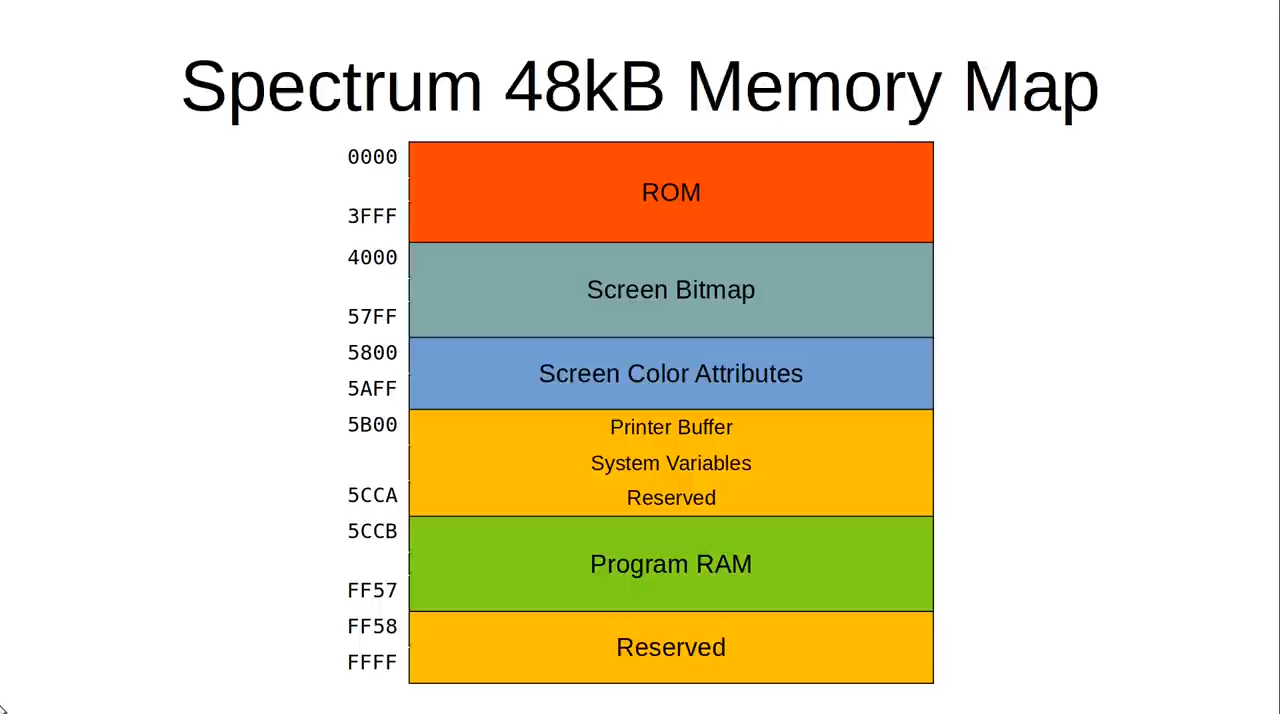 Spectrum 48kB Memory Map
0000
ROM
3FFF
4000
Screen Bitmap
57FF
5800
Screen Color Attributes
5AFF
5B00
Printer Buffer
System Variables
5CCA
Reserved
5CCB
Program RAM
FF57
FF58
Reserved
FFFF